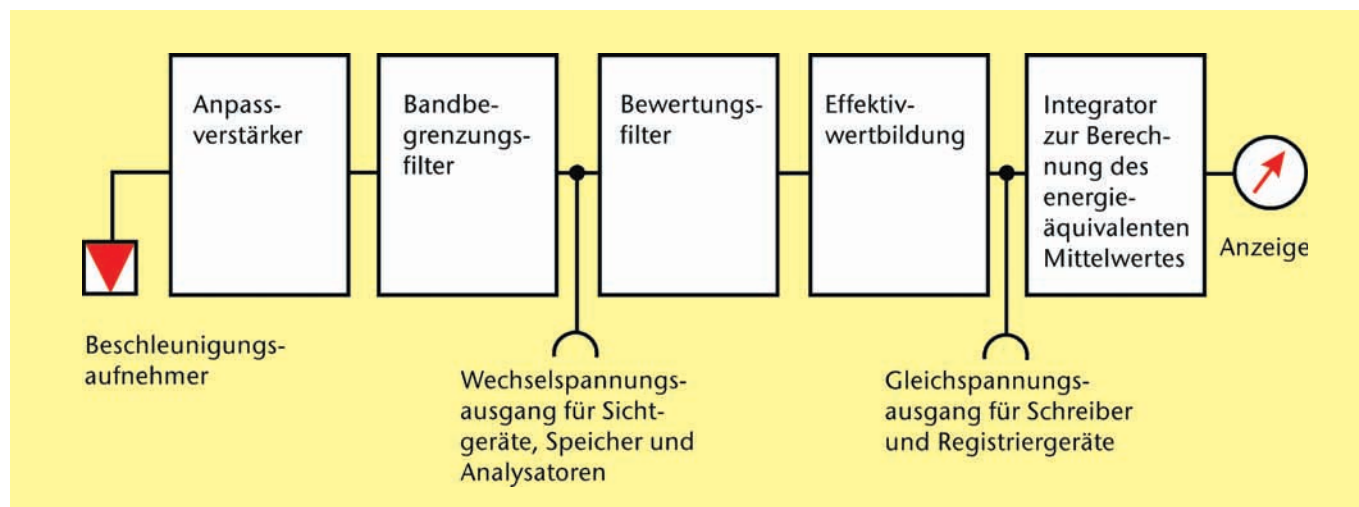 Anpass-
verstärker
Bandbe-
grenzungs-
filter
Bewertungs-
filter
Effektiv-
wertbildung
Integrator
zur Berech-
nung des
energie-
äquivalenten
Mittelwertes
Anzeige
Beschleunigungs-
aufnehmer
Wechselspannungs-
ausgang für Sicht-
geräte, Speicher und
Analysatoren
Gleichspannungs-
ausgang für Schreiber
und Registriergeräte